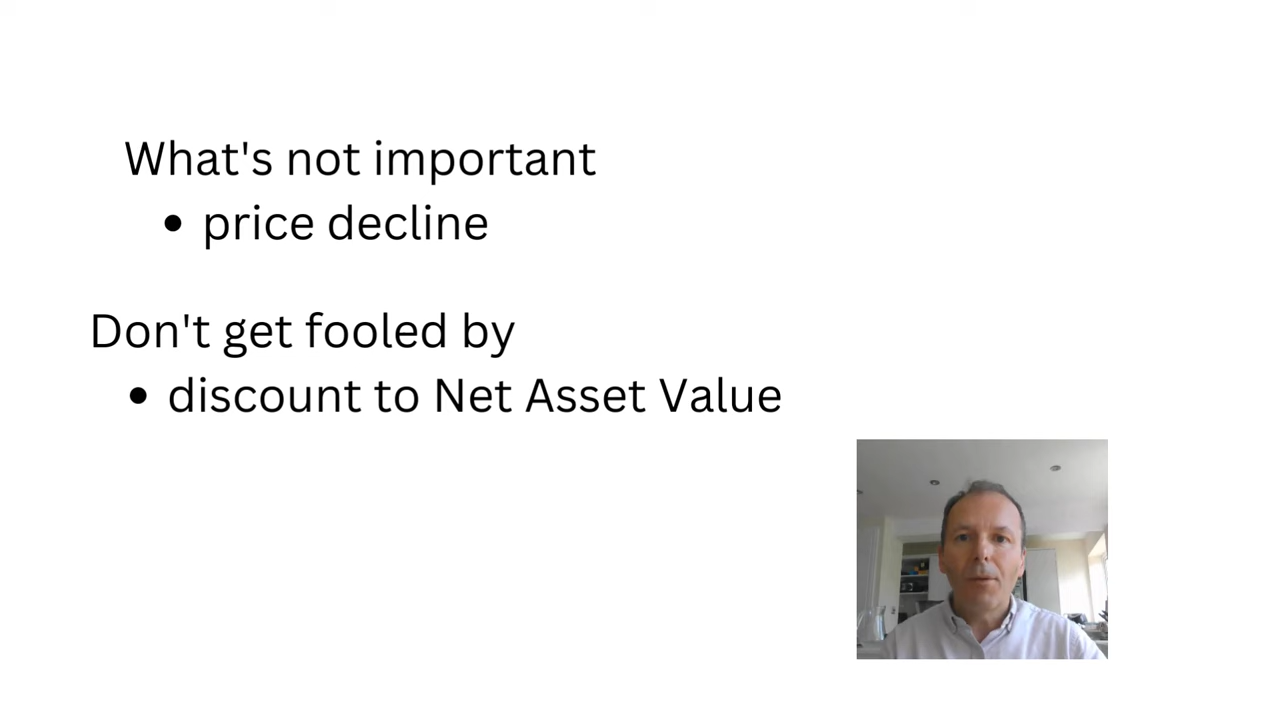 What's not important
• price decline
Don't get fooled by
• discount to Net Asset Value